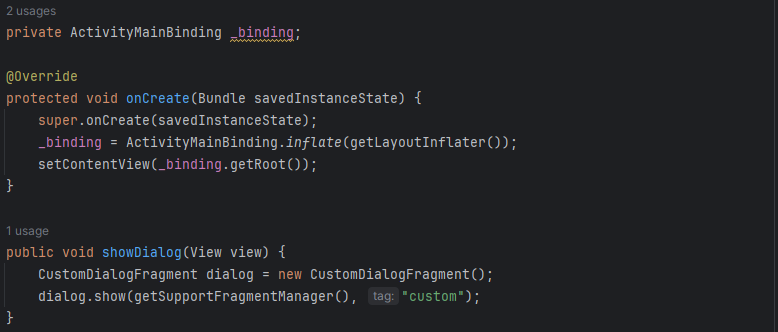 2 usages
private ActivityMainBinding _binding;
@Override
protected void onCreate(Bundle savedInstanceState) {
super.onCreate(savedInstanceState);
_binding = ActivityMainBinding.inflate(getLayoutInflater());
setContentView(_binding.getRoot());
}
1 usage
public void showDialog(View view) {
CustomDialogFragment dialog = new CustomDialogFragment();
dialog.show(getSupportFragmentManager(), tag: "custom");
}